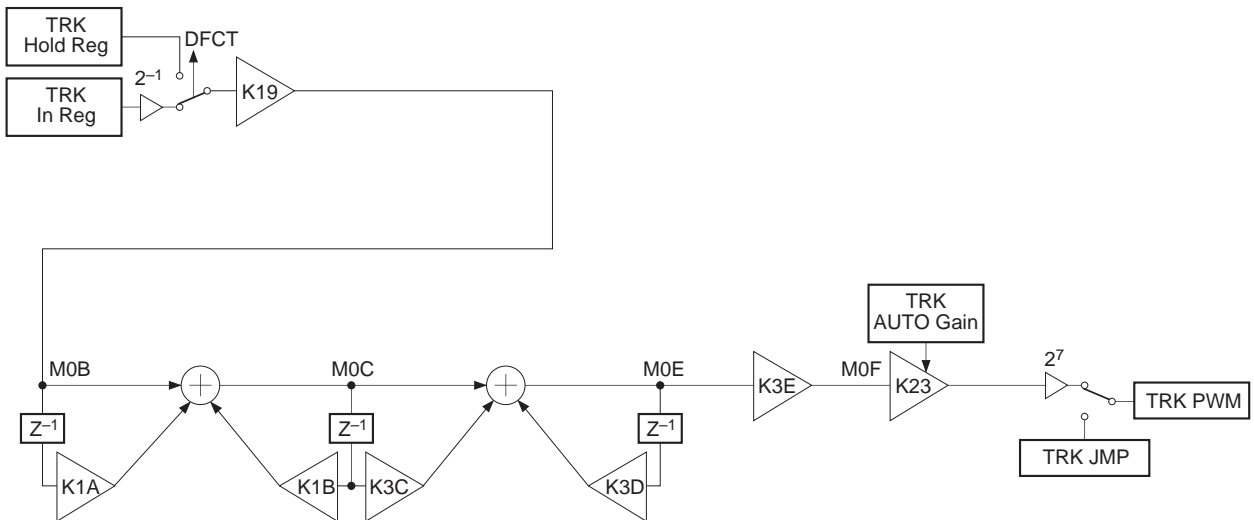 TRK
Hold Reg
DFCT
2⁻¹
TRK
In Reg
K19
TRK
AUTO Gain
M0B
M0C
M0E
M0F
2⁷
K3E
K23
TRK PWM
Z⁻¹
Z⁻¹
Z⁻¹
TRK JMP
K1A
K1B
K3C
K3D